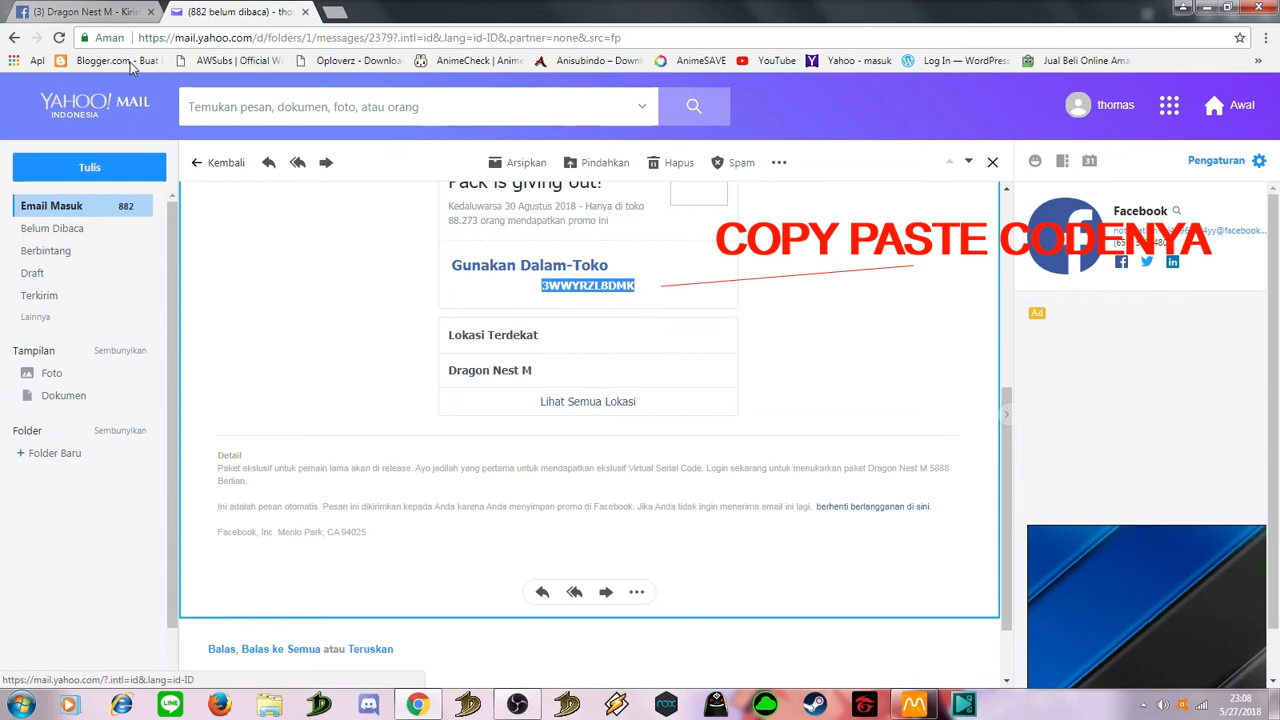 (3) Dragon Nest M - Kirim
(882 belum dibaca) - tho
Aman
https://mail.yahoo.com/d/folders/1/messages/2379?.intl=id&.lang=id-ID&.partner=none&.src=fp
Apl
Blogger.com - Buat
AWSubs | Official W
Oploverz - Downloa
AnimeCheck | Anim
Anisubindo – Downl
AnimeSAVE
YouTube
Yahoo - masuk
Log In — WordPress
Jual Beli Online Ama
YAHOO! MAIL
INDONESIA
Temukan pesan, dokumen, foto, atau orang
thomas
Awal
Tulis
Kembali
Arsipkan
Pindahkan
Hapus
Spam
31
Pengaturan
Email Masuk 882
Belum Dibaca
Berbintang
Draft
Terkirim
Lainnya
Tampilan Sembunyikan
Foto
Dokumen
Folder Sembunyikan
+ Folder Baru
Pack is giving out!
Kedaluwarsa 30 Agustus 2018 - Hanya di toko
88.273 orang mendapatkan promo ini
COPY PASTE CODENYA
Gunakan Dalam-Toko
3WWYRZL8DMK
Lokasi Terdekat
Dragon Nest M
Lihat Semua Lokasi
Facebook
Ad
Detail
Paket ekslusif untuk pemain lama akan di release. Ayo jadilah yang pertama untuk mendapatkan ekslusif Virtual Serial Code. Login sekarang untuk menukarkan paket Dragon Nest M 5888
Berlian.
Ini adalah pesan otomatis. Pesan ini dikirimkan kepada Anda karena Anda menyimpan promo di Facebook. Jika Anda tidak ingin menerima email ini lagi, berhenti berlangganan di sini.
Facebook, Inc. Menlo Park, CA 94025
Balas, Balas ke Semua atau Teruskan
https://mail.yahoo.com/?.intl=id&.lang=id-ID
LINE
nox
23:08
5/27/2018